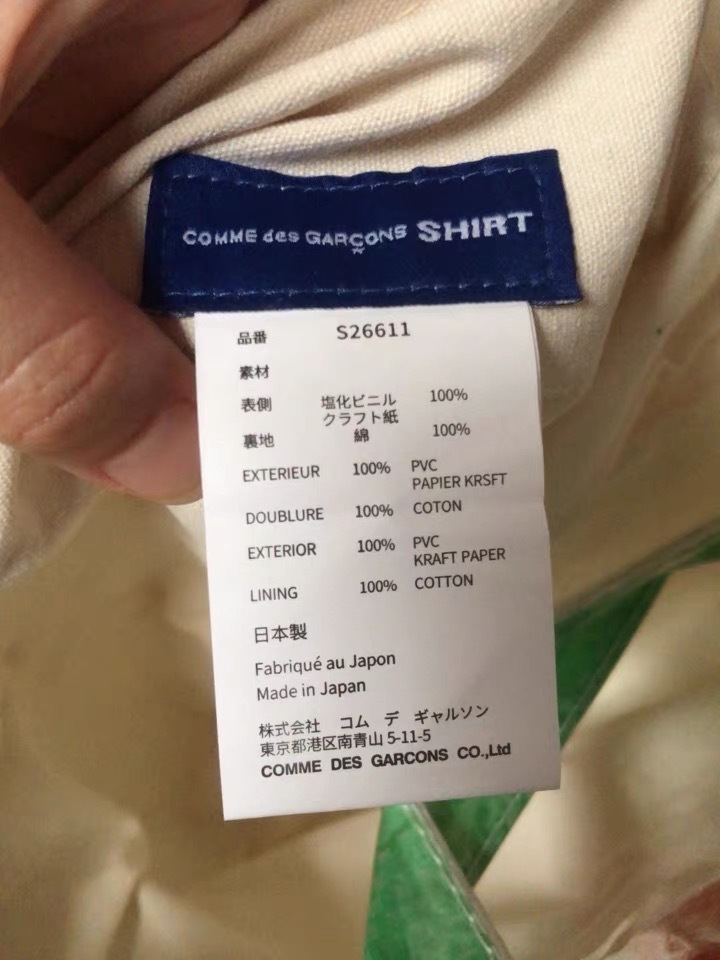 COMME des GARÇONS SHIRT
品番 S26611
素材
表側 塩化ビニル 100%
クラフト紙
裏地 綿 100%
EXTERIEUR 100% PVC
PAPIER KRSFT
DOUBLURE 100% COTON
EXTERIOR 100% PVC
KRAFT PAPER
LINING 100% COTTON
日本製
Fabriqué au Japon
Made in Japan
株式会社 コム デ ギャルソン
東京都港区南青山 5-11-5
COMME DES GARCONS CO.,Ltd